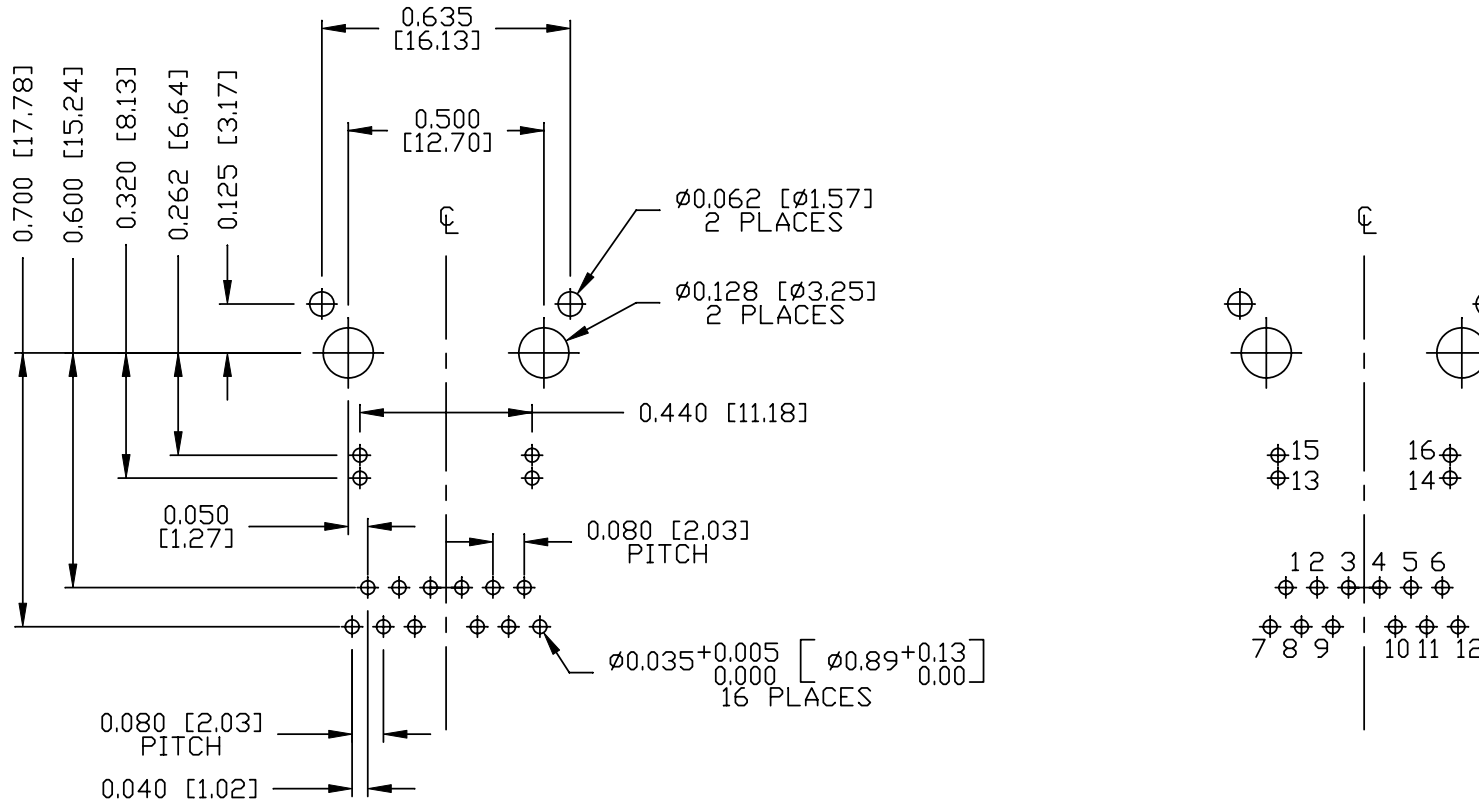 0.635
[16.13]
0.700 [17.78]
0.600 [15.24]
0.320 [8.13]
0.262 [6.64]
0.125 [3.17]
0.500
[12.70]
℄
Ø0.062 [Ø1.57]
2 PLACES
Ø0.128 [Ø3.25]
2 PLACES
0.440 [11.18]
0.050
[1.27]
0.080 [2.03]
PITCH
Ø0.035+0.005 [ Ø0.89+0.13 ]
0.000 0.00
16 PLACES
0.080 [2.03]
PITCH
0.040 [1.02]
℄
15 16
13 14
1 2 3 4 5 6
7 8 9 10 11 12